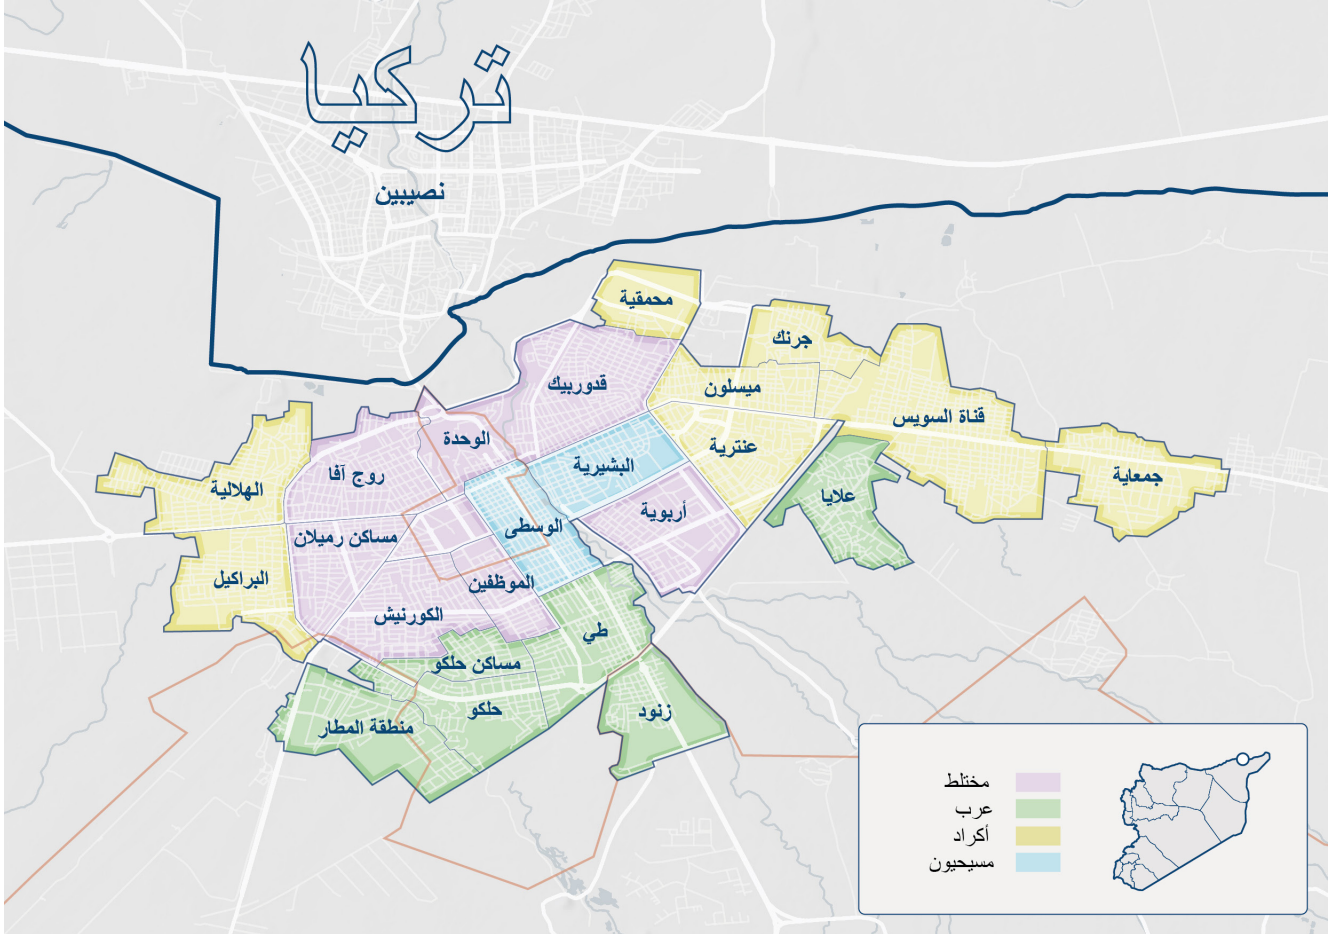 تركيا
نصيبين
محمقية
جرنك
قدوربيك
ميسلون
قناة السويس
الوحدة
عنترية
البشيرية
جمعاية
روج آفا
الهلالية
علايا
أربوية
الوسطى
مساكن رميلان
البراكيل
الموظفين
الكورنيش
طي
مساكن حلكو
حلكو
زنود
منطقة المطار
مختلط
عرب
أكراد
مسيحيون